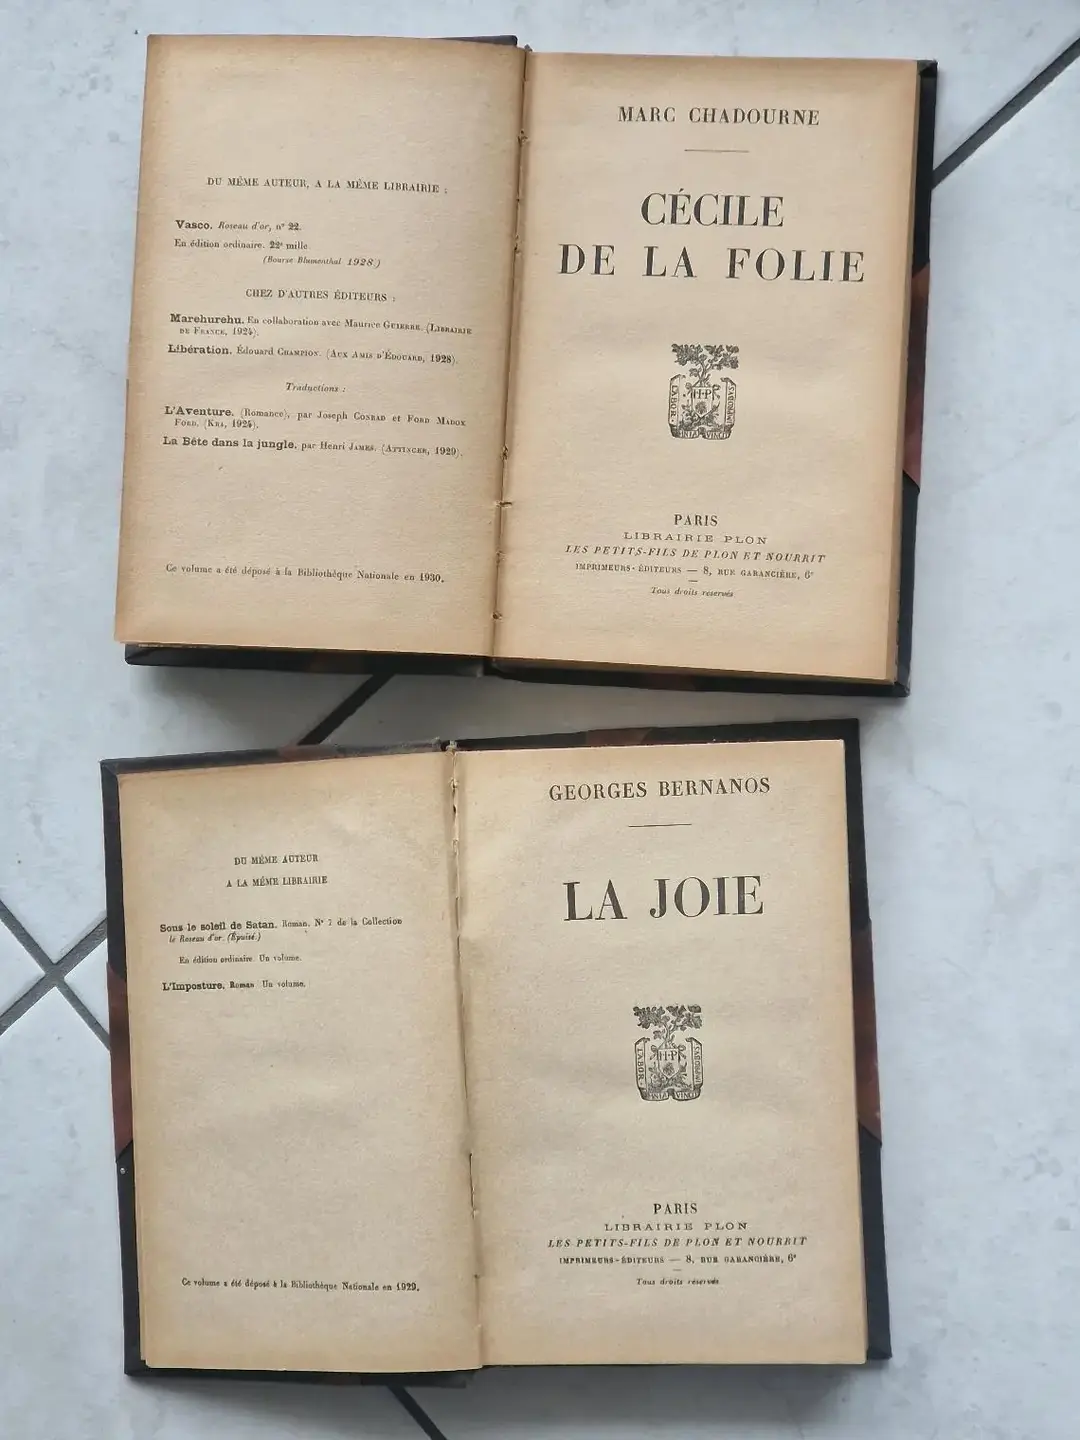 DU MÊME AUTEUR, A LA MÊME LIBRAIRIE :
Vasco. Roseau d'or, n° 22.
En édition ordinaire. 22e mille.
(Bourse Blumenthal 1928.)
CHEZ D'AUTRES ÉDITEURS :
Marehurehu. En collaboration avec Maurice GUIERRE. (LIBRAIRIE
DE FRANCE, 1924).
Libération. Édouard CHAMPION. (AUX AMIS D'ÉDOUARD, 1928).
Traductions :
L'Aventure. (Romance), par Joseph CONRAD et FORD MADOX
FORD. (KRA, 1924).
La Bête dans la jungle. par Henri JAMES. (ATTINGER, 1929).
Ce volume a été déposé à la Bibliothèque Nationale en 1930.
MARC CHADOURNE
CÉCILE
DE LA FOLIE
H·P
LABOR
IMPROBVS
OMNIA VINCIT
PARIS
LIBRAIRIE PLON
LES PETITS-FILS DE PLON ET NOURRIT
IMPRIMEURS-ÉDITEURS — 8, RUE GARANCIÈRE, 6e
Tous droits réservés
DU MÊME AUTEUR
A LA MÊME LIBRAIRIE
Sous le soleil de Satan. Roman. N° 7 de la Collection
le Roseau d'or. (Épuisé.)
En édition ordinaire. Un volume.
L'Imposture. Roman Un volume.
Ce volume a été déposé à la Bibliothèque Nationale en 1929.
GEORGES BERNANOS
LA JOIE
H·P
LABOR
IMPROBVS
OMNIA VINCIT
PARIS
LIBRAIRIE PLON
LES PETITS-FILS DE PLON ET NOURRIT
IMPRIMEURS-ÉDITEURS — 8, RUE GARANCIÈRE, 6e
Tous droits réservés